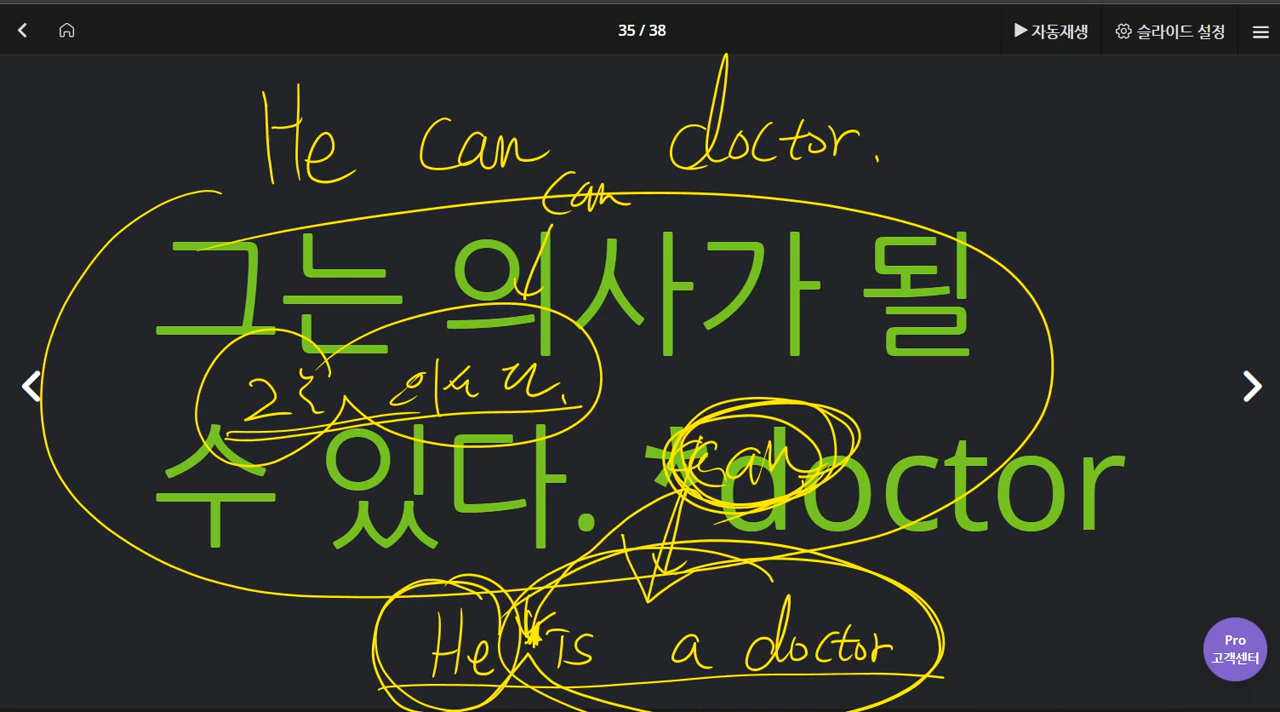 35 / 38
자동재생
슬라이드 설정
He can doctor.
can
그는 의사가 될
그는 의사다.
수 있다. *doctor
can
He is a doctor
Pro
고객센터